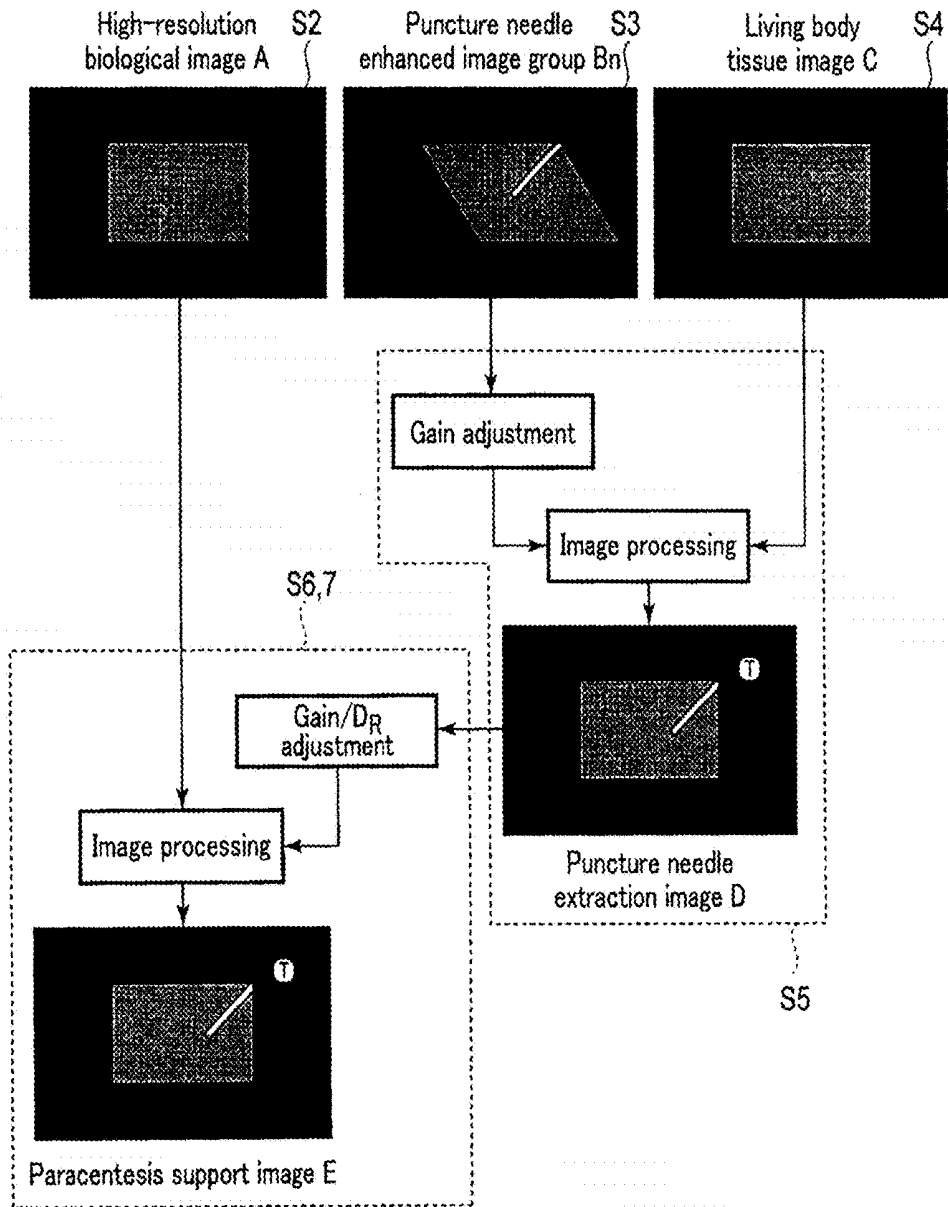 High-resolution
biological image A
S2
Puncture needle
enhanced image group Bn
S3
Living body
tissue image C
S4
Gain adjustment
Image processing
S6,7
T
Gain/DR
adjustment
Image processing
Puncture needle
extraction image D
T
S5
Paracentesis support image E